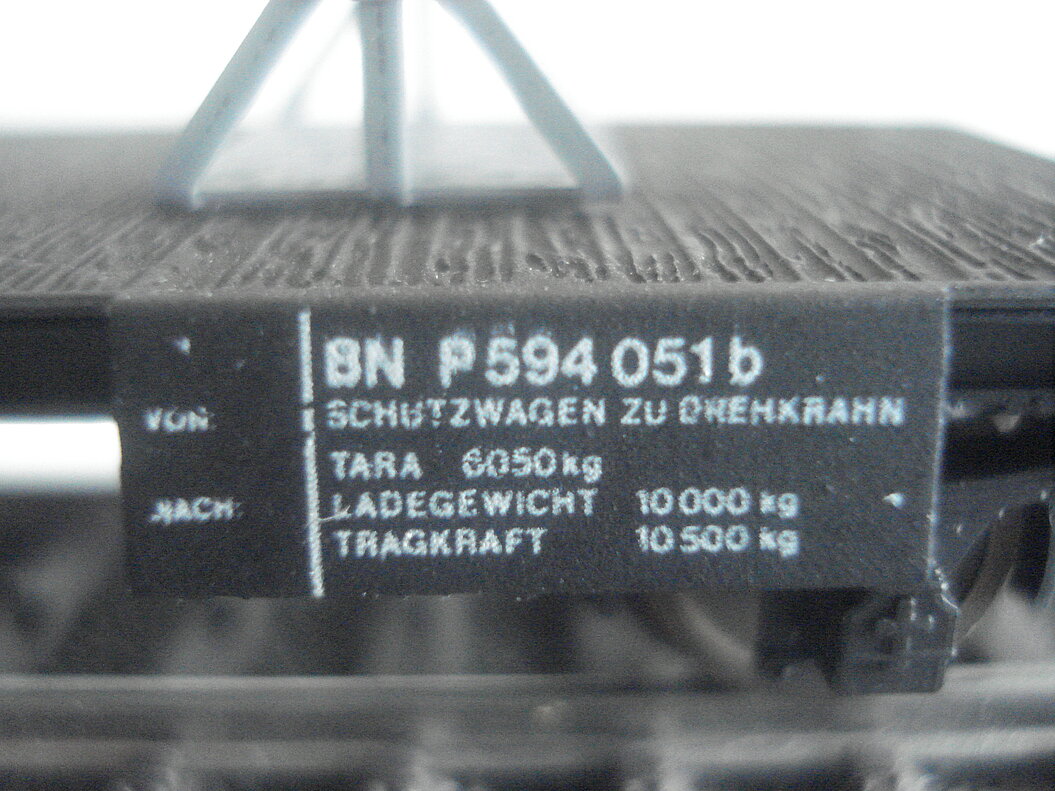 BN P 594 051 b
VON:
SCHUTZWAGEN ZU DREHKRAHN
TARA 6050 kg
NACH:
LADEGEWICHT 10 000 kg
TRAGKRAFT 10 500 kg